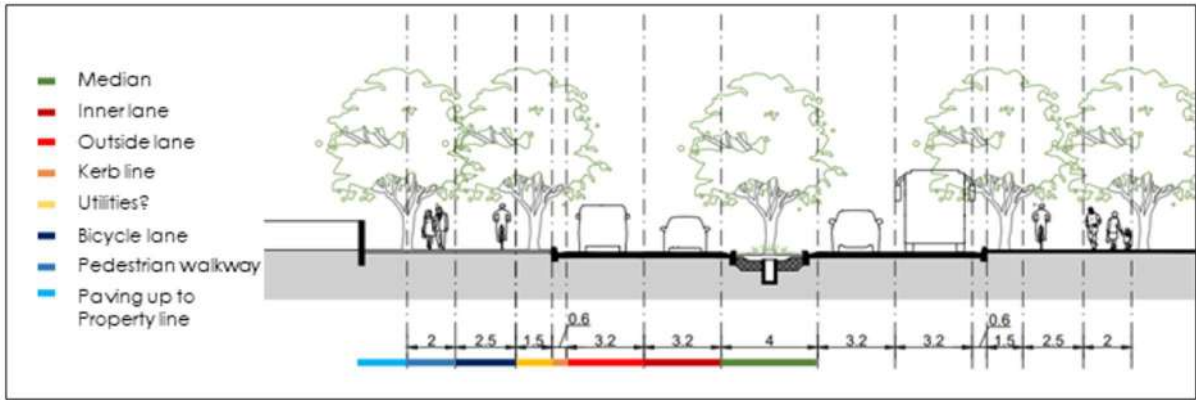 Median
Inner lane
Outside lane
Kerb line
Utilities?
Bicycle lane
Pedestrian walkway
Paving up to
Property line
0.6 0.6
2 2.5 1.5 3.2 3.2 4 3.2 3.2 1.5 2.5 2